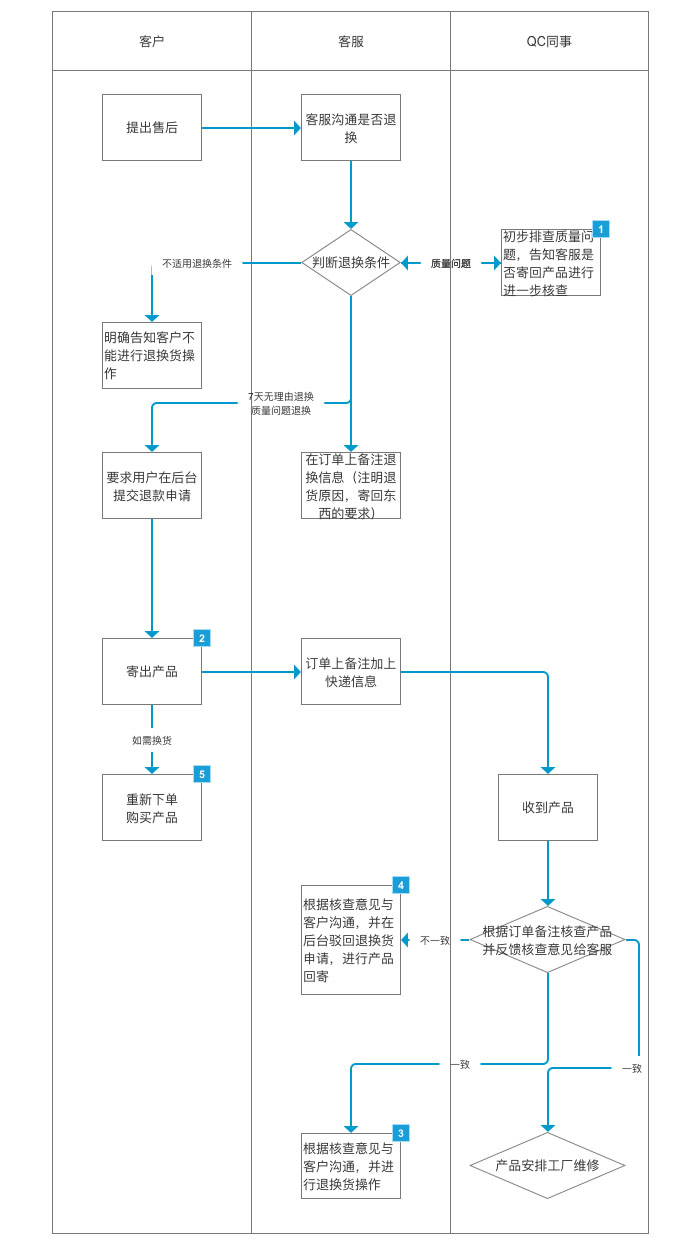 客户
客服
QC同事
提出售后
客服沟通是否退
换
1
初步排查质量问
题，告知客服是
否寄回产品进行
进一步核查
不适用退换条件
判断退换条件
质量问题
明确告知客户不
能进行退换货操
作
7天无理由退换
质量问题退换
要求用户在后台
提交退款申请
在订单上备注退
换信息（注明退
货原因，寄回东
西的要求）
2
寄出产品
订单上备注加上
快递信息
如需换货
5
重新下单
购买产品
收到产品
4
根据核查意见与
客户沟通，并在
后台驳回退换货
申请，进行产品
回寄
不一致
根据订单备注核查产品
并反馈核查意见给客服
一致
一致
3
根据核查意见与
客户沟通，并进
行退换货操作
产品安排工厂维修